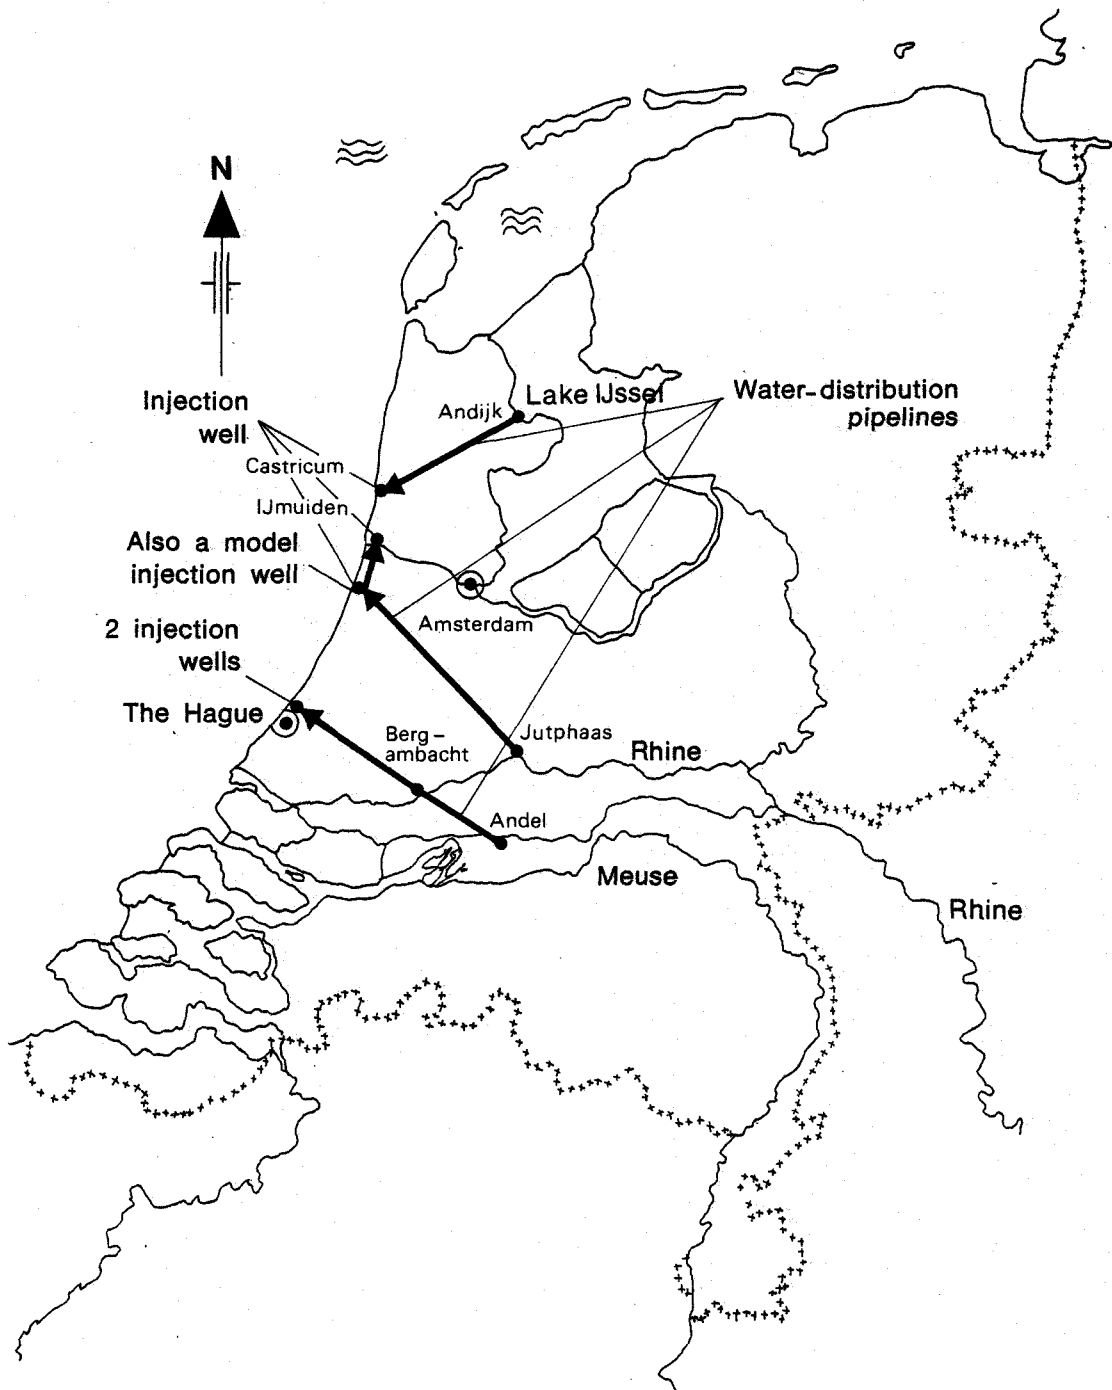 N
Injection
well
Andijk
Lake IJssel
Water-distribution
pipelines
Castricum
IJmuiden
Also a model
injection well
Amsterdam
2 injection
wells
The Hague
Berg-
ambacht
Jutphaas
Rhine
Andel
Meuse
Rhine